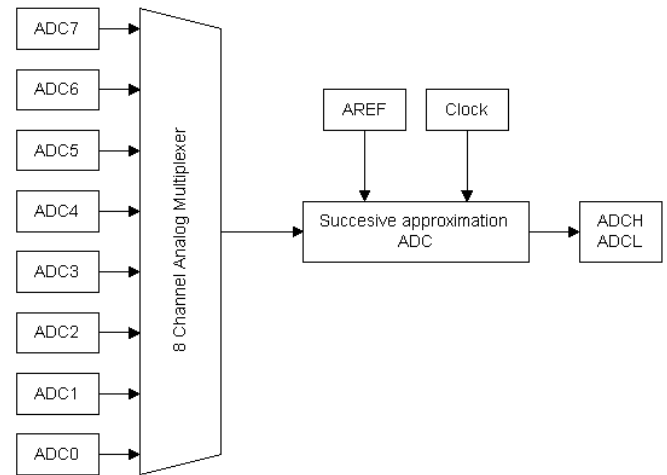 ADC7
ADC6
ADC5
ADC4
ADC3
ADC2
ADC1
ADC0
8 Channel Analog Multiplexer
AREF
Clock
Succesive approximation
ADC
ADCH
ADCL